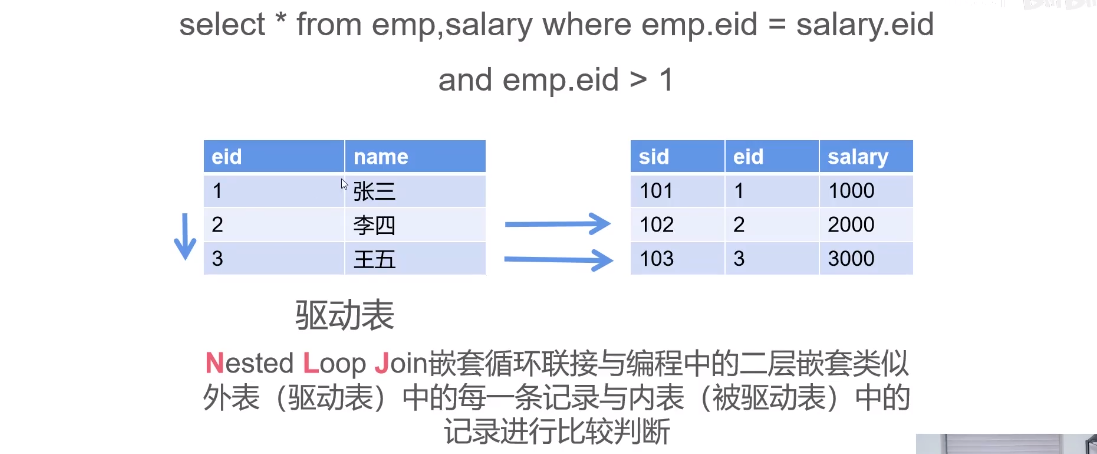 select * from emp,salary where emp.eid = salary.eid
and emp.eid > 1
eid name
1 张三
2 李四
3 王五
sid eid salary
101 1 1000
102 2 2000
103 3 3000
驱动表
Nested Loop Join嵌套循环联接与编程中的二层嵌套类似
外表（驱动表）中的每一条记录与内表（被驱动表）中的
记录进行比较判断